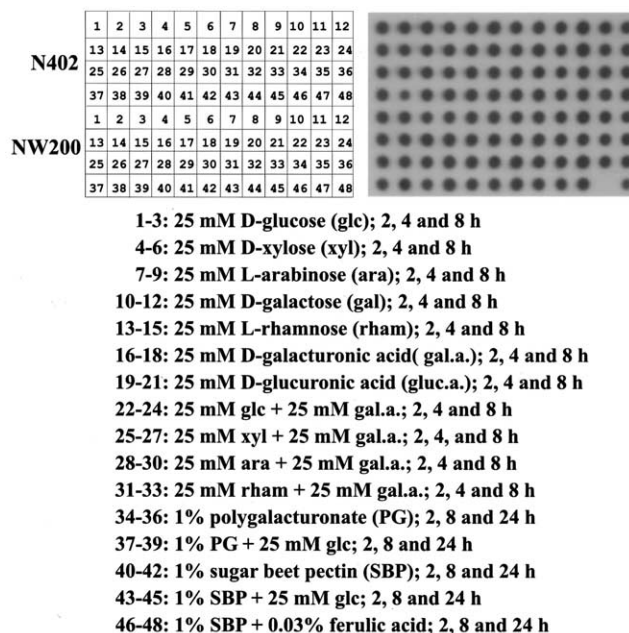 1 2 3 4 5 6 7 8 9 10 11 12
13 14 15 16 17 18 19 20 21 22 23 24
N402
25 26 27 28 29 30 31 32 33 34 35 36
37 38 39 40 41 42 43 44 45 46 47 48
1 2 3 4 5 6 7 8 9 10 11 12
NW200
13 14 15 16 17 18 19 20 21 22 23 24
25 26 27 28 29 30 31 32 33 34 35 36
37 38 39 40 41 42 43 44 45 46 47 48
1-3: 25 mM D-glucose (glc); 2, 4 and 8 h
4-6: 25 mM D-xylose (xyl); 2, 4 and 8 h
7-9: 25 mM L-arabinose (ara); 2, 4 and 8 h
10-12: 25 mM D-galactose (gal); 2, 4 and 8 h
13-15: 25 mM L-rhamnose (rham); 2, 4 and 8 h
16-18: 25 mM D-galacturonic acid( gal.a.); 2, 4 and 8 h
19-21: 25 mM D-glucuronic acid (gluc.a.); 2, 4 and 8 h
22-24: 25 mM glc + 25 mM gal.a.; 2, 4 and 8 h
25-27: 25 mM xyl + 25 mM gal.a.; 2, 4, and 8 h
28-30: 25 mM ara + 25 mM gal.a.; 2, 4 and 8 h
31-33: 25 mM rham + 25 mM gal.a.; 2, 4 and 8 h
34-36: 1% polygalacturonate (PG); 2, 8 and 24 h
37-39: 1% PG + 25 mM glc; 2, 8 and 24 h
40-42: 1% sugar beet pectin (SBP); 2, 8 and 24 h
43-45: 1% SBP + 25 mM glc; 2, 8 and 24 h
46-48: 1% SBP + 0.03% ferulic acid; 2, 8 and 24 h